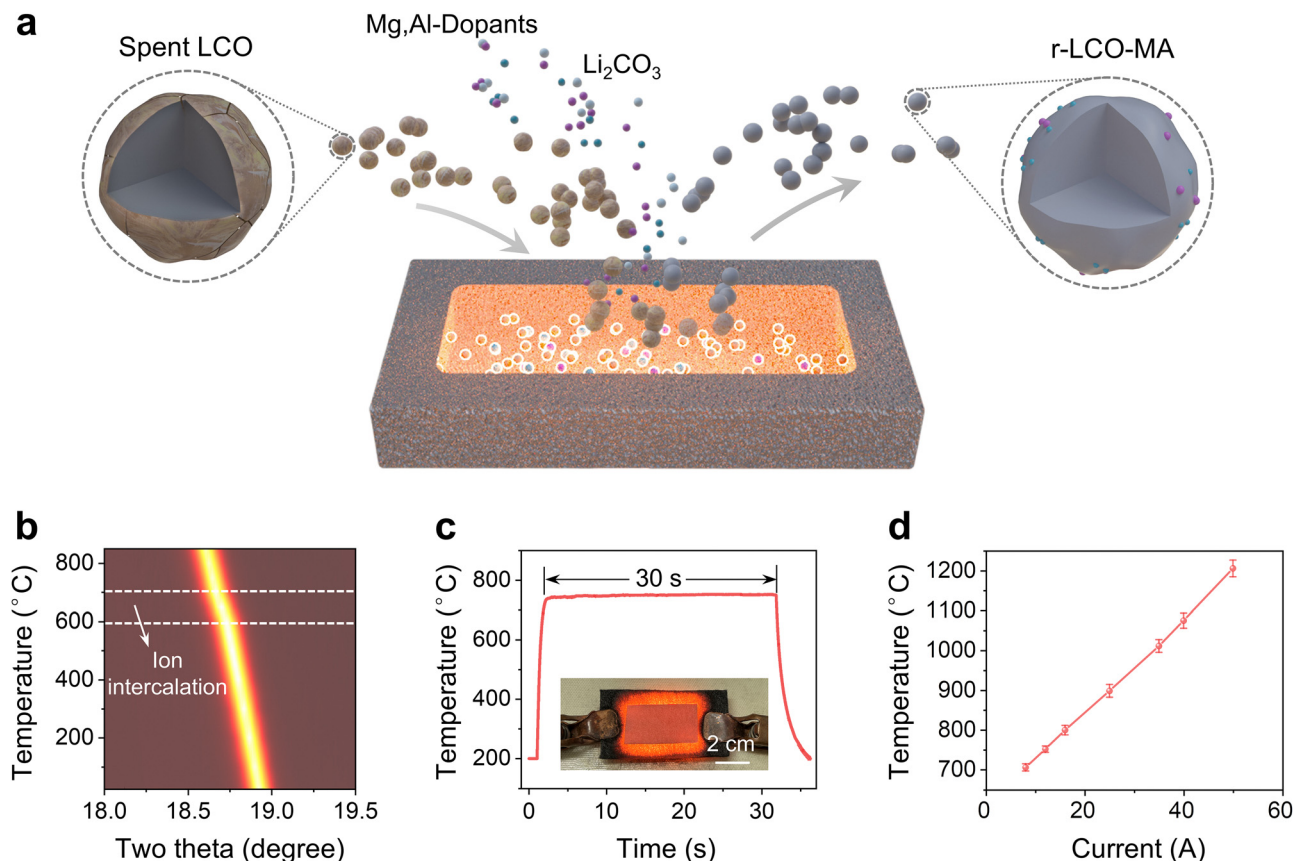 a
Mg,Al-Dopants
Spent LCO
Li₂CO₃
r-LCO-MA
b
Temperature (°C)
800
600
400
200
Ion
intercalation
18.0 18.5 19.0 19.5
Two theta (degree)
c
Temperature (°C)
800
600
400
200
30 s
2 cm
0 10 20 30
Time (s)
d
Temperature (°C)
1200
1100
1000
900
800
700
0 20 40 60
Current (A)